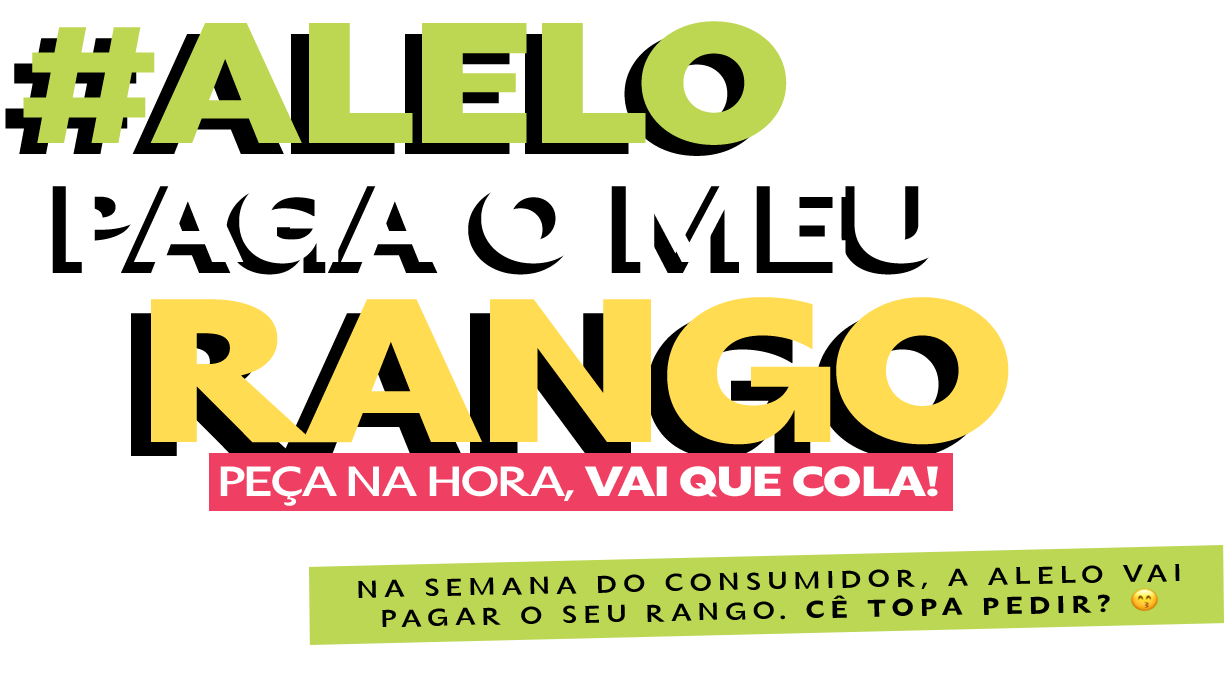 #ALELO
PAGA O MEU
RANGO
PEÇA NA HORA, VAI QUE COLA!
NA SEMANA DO CONSUMIDOR, A ALELO VAI
PAGAR O SEU RANGO. CÊ TOPA PEDIR? 😙